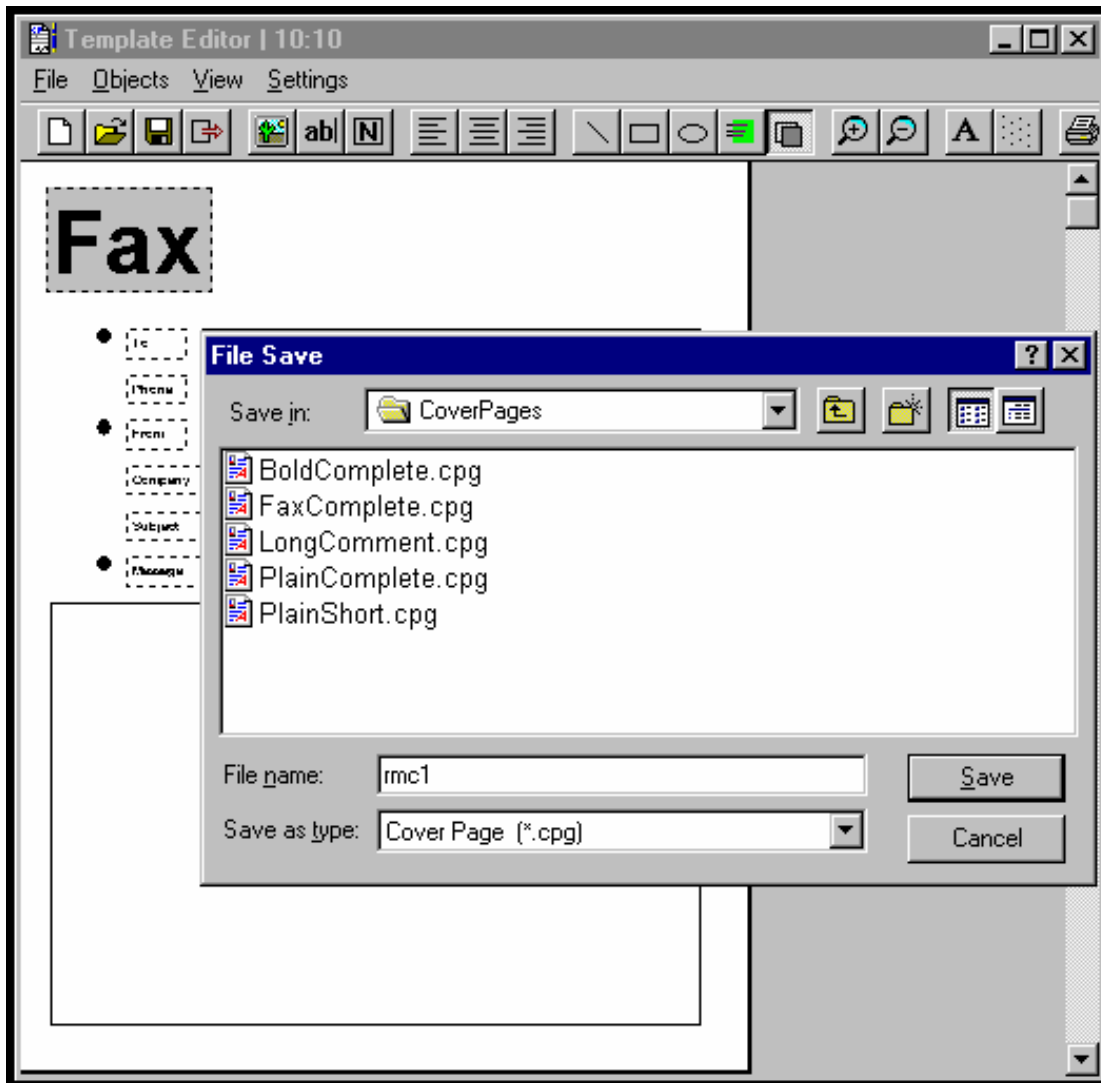 Template Editor | 10:10
File Objects View Settings
ab| N A
Fax
To
Phone
From
Company
Subject
Message
File Save
Save in: CoverPages
BoldComplete.cpg
FaxComplete.cpg
LongComment.cpg
PlainComplete.cpg
PlainShort.cpg
File name: rmc1 Save
Save as type: Cover Page (*.cpg) Cancel